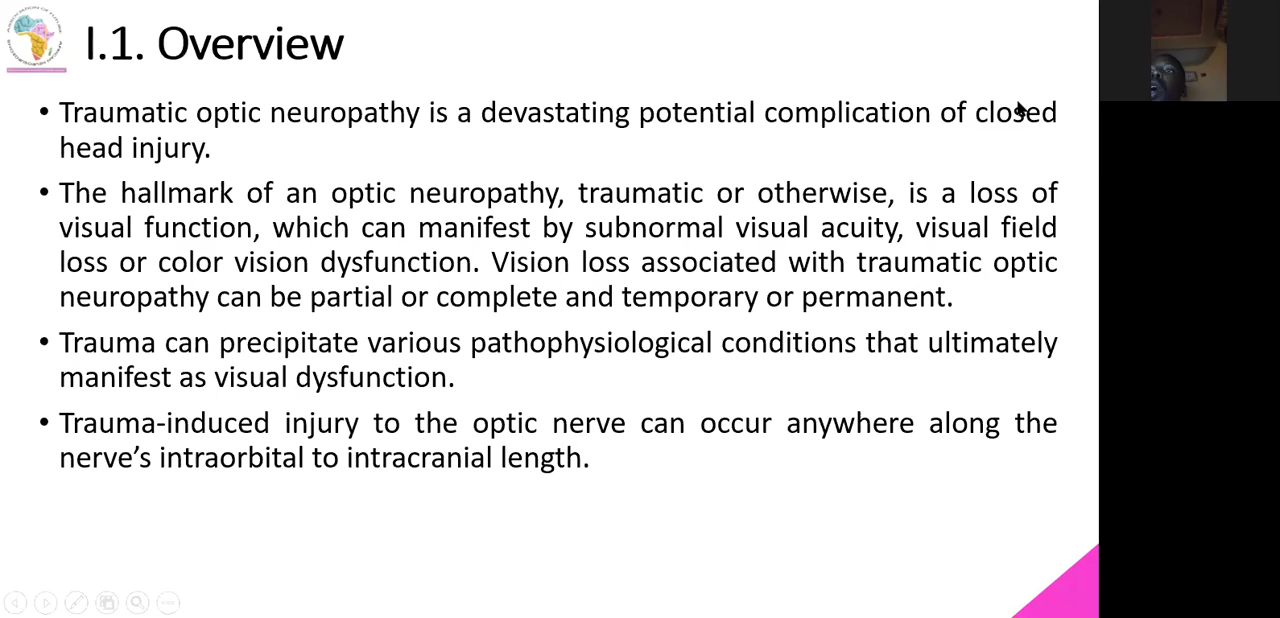 I.1. Overview
• Traumatic optic neuropathy is a devastating potential complication of closed
head injury.
• The hallmark of an optic neuropathy, traumatic or otherwise, is a loss of
visual function, which can manifest by subnormal visual acuity, visual field
loss or color vision dysfunction. Vision loss associated with traumatic optic
neuropathy can be partial or complete and temporary or permanent.
• Trauma can precipitate various pathophysiological conditions that ultimately
manifest as visual dysfunction.
• Trauma-induced injury to the optic nerve can occur anywhere along the
nerve’s intraorbital to intracranial length.